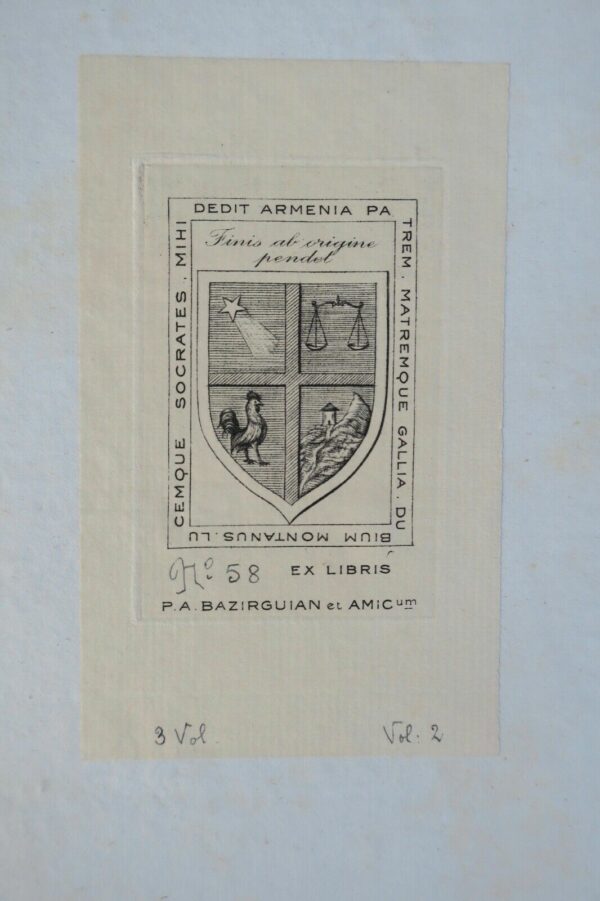 DEDIT ARMENIA PA
TREM. MATREMQUE GALLIA. DU
BIUM MONTANUS. LU
CEMQUE SOCRATES. MIHI
Finis ab origine
pendet
No. 58 EX LIBRIS
P.A. BAZIRGUIAN et AMICum
3 Vol. Vol: 2